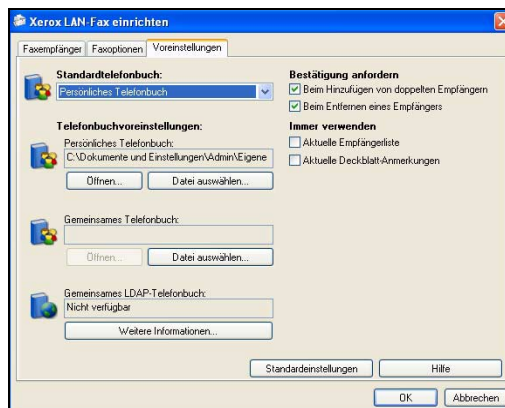 Xerox LAN-Fax einrichten
Faxempfänger Faxoptionen Voreinstellungen
Standardtelefonbuch:
Persönliches Telefonbuch
Telefonbuchvoreinstellungen:
Persönliches Telefonbuch:
C:\Dokumente und Einstellungen\Admin\Eigene
Öffnen... Datei auswählen...
Gemeinsames Telefonbuch:
Öffnen... Datei auswählen...
Gemeinsames LDAP-Telefonbuch:
Nicht verfügbar
Weitere Informationen...
Bestätigung anfordern
Beim Hinzufügen von doppelten Empfängern
Beim Entfernen eines Empfängers
Immer verwenden
Aktuelle Empfängerliste
Aktuelle Deckblatt-Anmerkungen
Standardeinstellungen Hilfe
OK Abbrechen